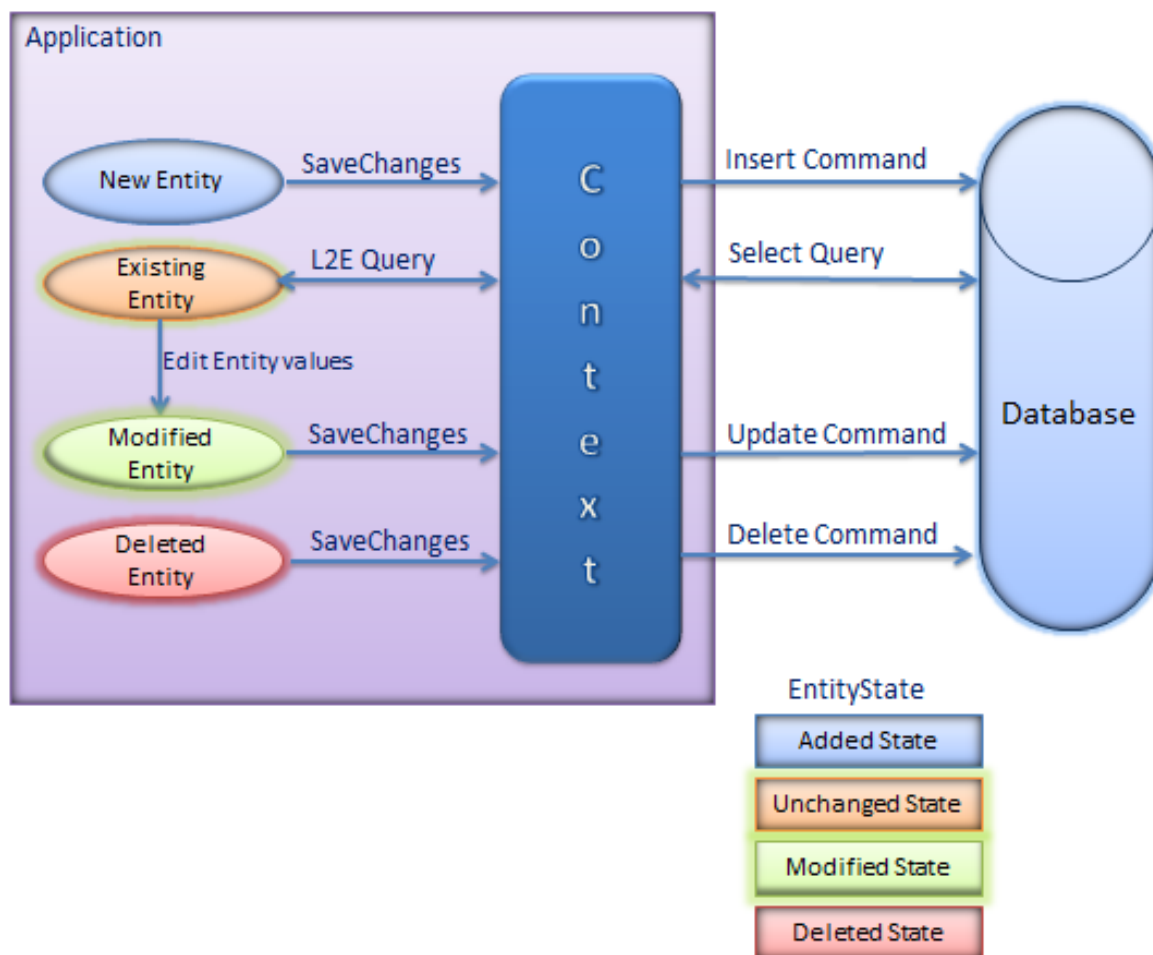 Application
New Entity
SaveChanges
Insert Command
Existing
Entity
L2E Query
Select Query
Edit Entity values
Modified
Entity
SaveChanges
Update Command
Deleted
Entity
SaveChanges
Delete Command
C
o
n
t
e
x
t
Database
EntityState
Added State
Unchanged State
Modified State
Deleted State